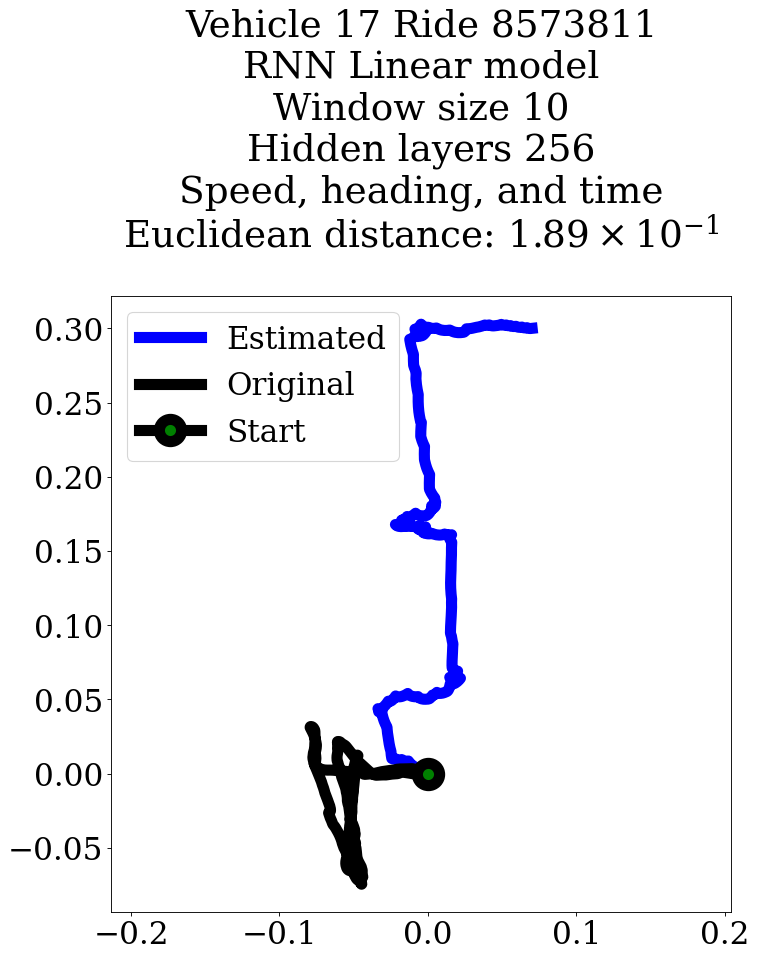 Vehicle 17 Ride 8573811
RNN Linear model
Window size 10
Hidden layers 256
Speed, heading, and time
Euclidean distance: 1.89 × 10⁻¹
Estimated
Original
Start
0.30
0.25
0.20
0.15
0.10
0.05
0.00
−0.05
−0.2 −0.1 0.0 0.1 0.2